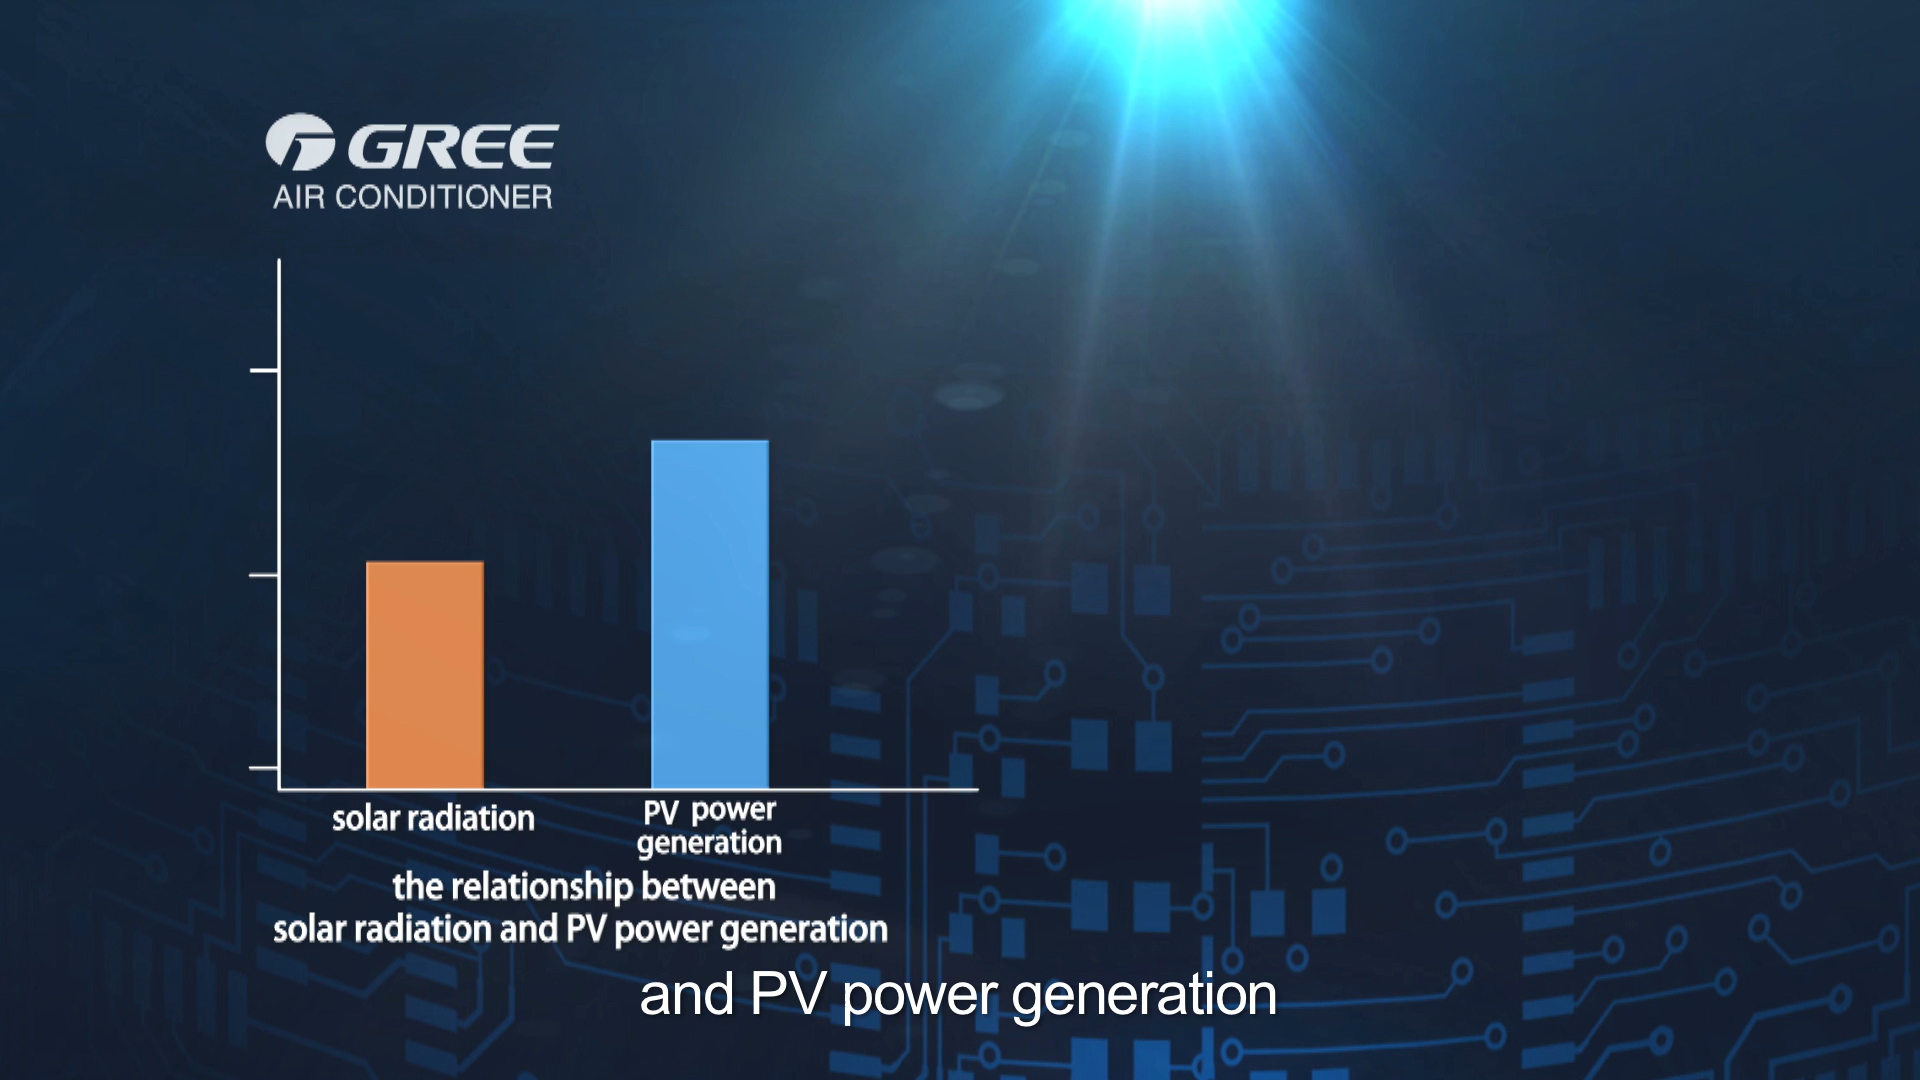 GREE
AIR CONDITIONER
solar radiation
PV power
generation
the relationship between
solar radiation and PV power generation
and PV power generation